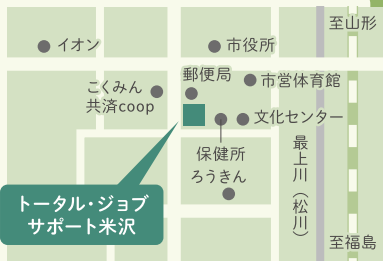 至山形
イオン
市役所
郵便局
市営体育館
こくみん
共済coop
文化センター
保健所
最上川（松川）
ろうきん
トータル・ジョブ
サポート米沢
至福島